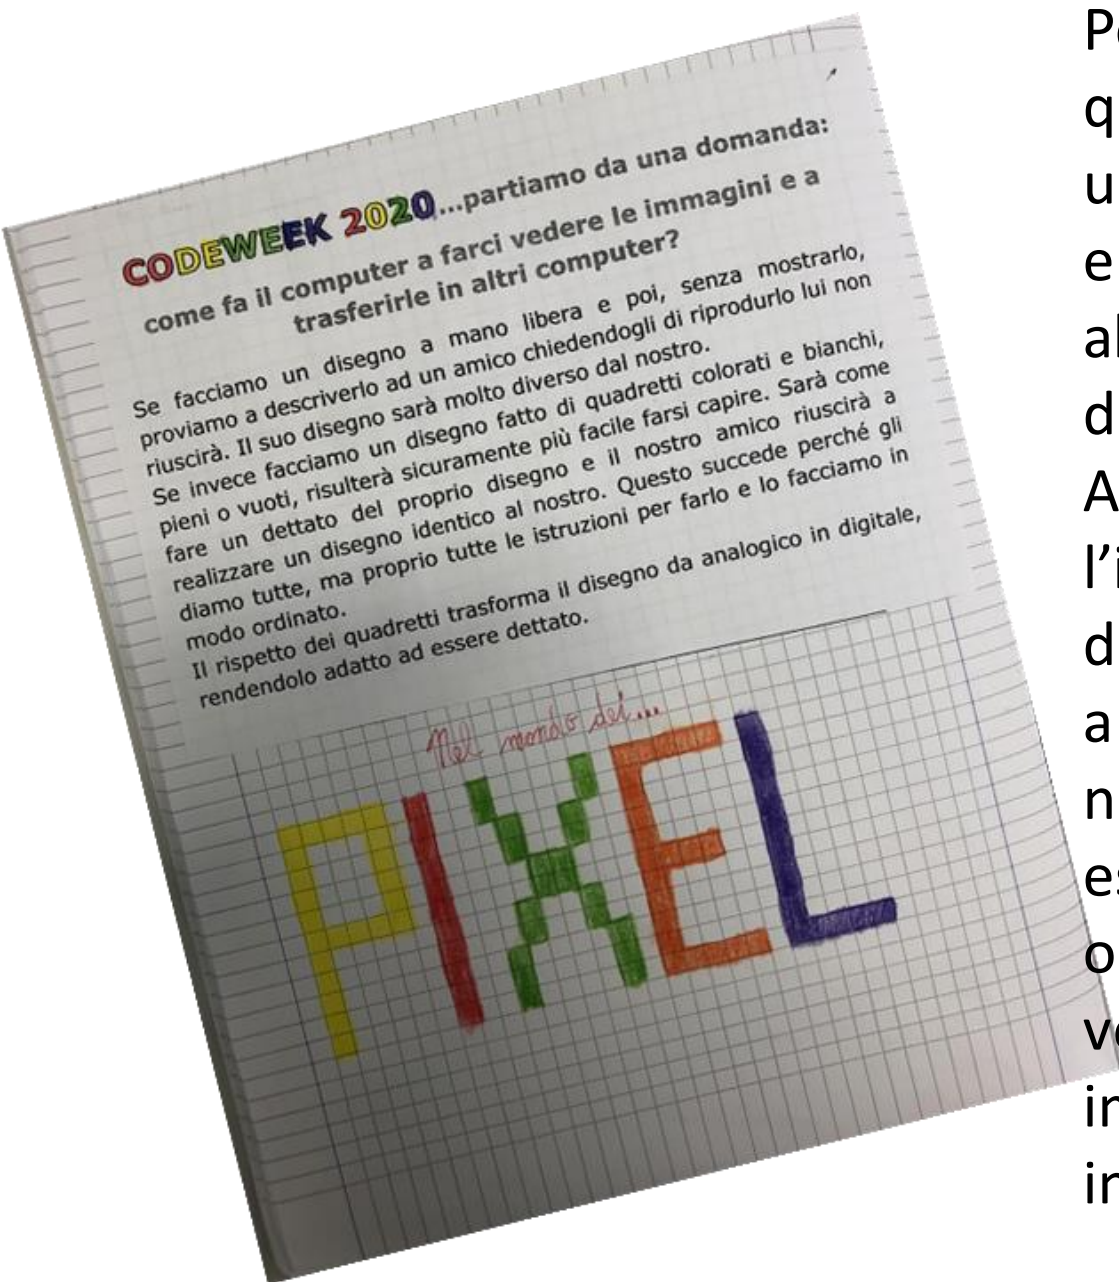 CODEWEEK 2020...partiamo da una domanda:
come fa il computer a farci vedere le immagini e a
trasferirle in altri computer?
Se facciamo un disegno a mano libera e poi, senza mostrarlo,
proviamo a descriverlo ad un amico chiedendogli di riprodurlo lui non
riuscirà. Il suo disegno sarà molto diverso dal nostro.
Se invece facciamo un disegno fatto di quadretti colorati e bianchi,
pieni o vuoti, risulterà sicuramente più facile farsi capire. Sarà come
fare un dettato del proprio disegno e il nostro amico riuscirà a
realizzare un disegno identico al nostro. Questo succede perché gli
diamo tutte, ma proprio tutte le istruzioni per farlo e lo facciamo in
modo ordinato.
Il rispetto dei quadretti trasforma il disegno da analogico in digitale,
rendendolo adatto ad essere dettato.
Nel mondo dei...
PIXEL